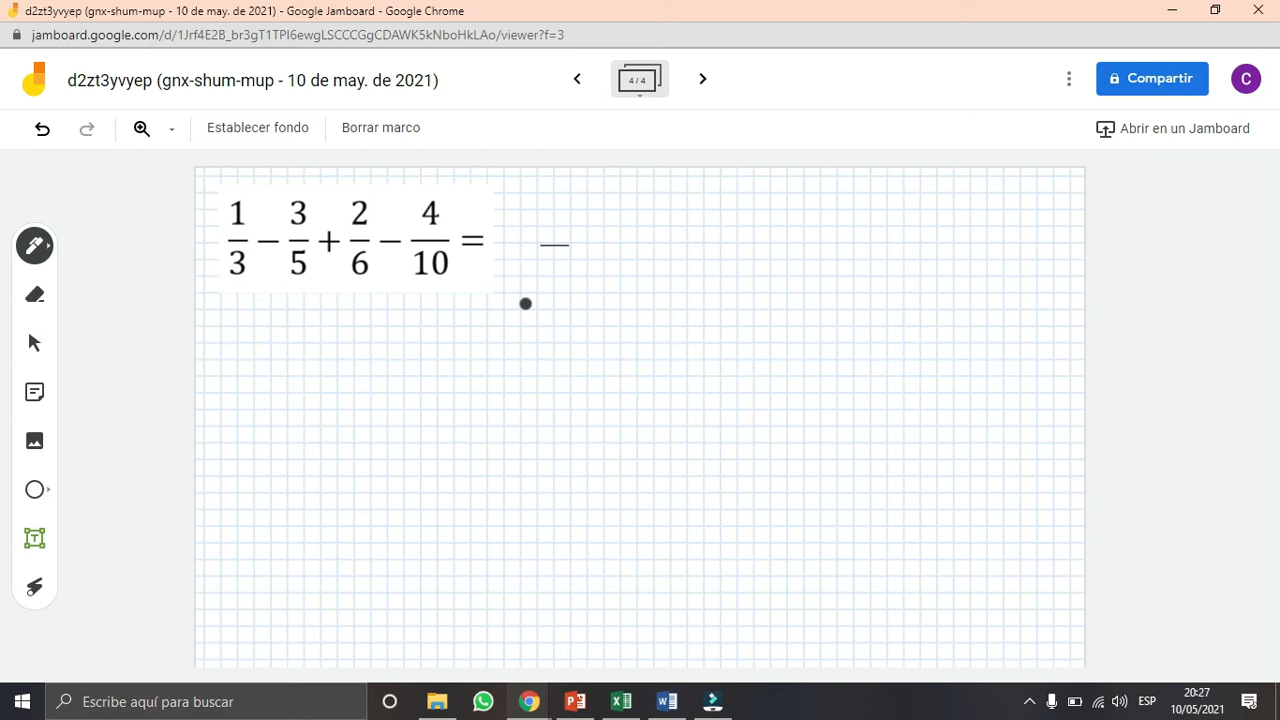 d2zt3yvyep (gnx-shum-mup - 10 de may. de 2021) - Google Jamboard - Google Chrome
jamboard.google.com/d/1Jrf4E2B_br3gT1TPI6ewgLSCCCGgCDAWK5kNboHkLAo/viewer?f=3
d2zt3yvyep (gnx-shum-mup - 10 de may. de 2021)
4 / 4
Compartir
C
Establecer fondo
Borrar marco
Abrir en un Jamboard
1/3 − 3/5 + 2/6 − 4/10 =
T
Escribe aquí para buscar
ESP
20:27
10/05/2021